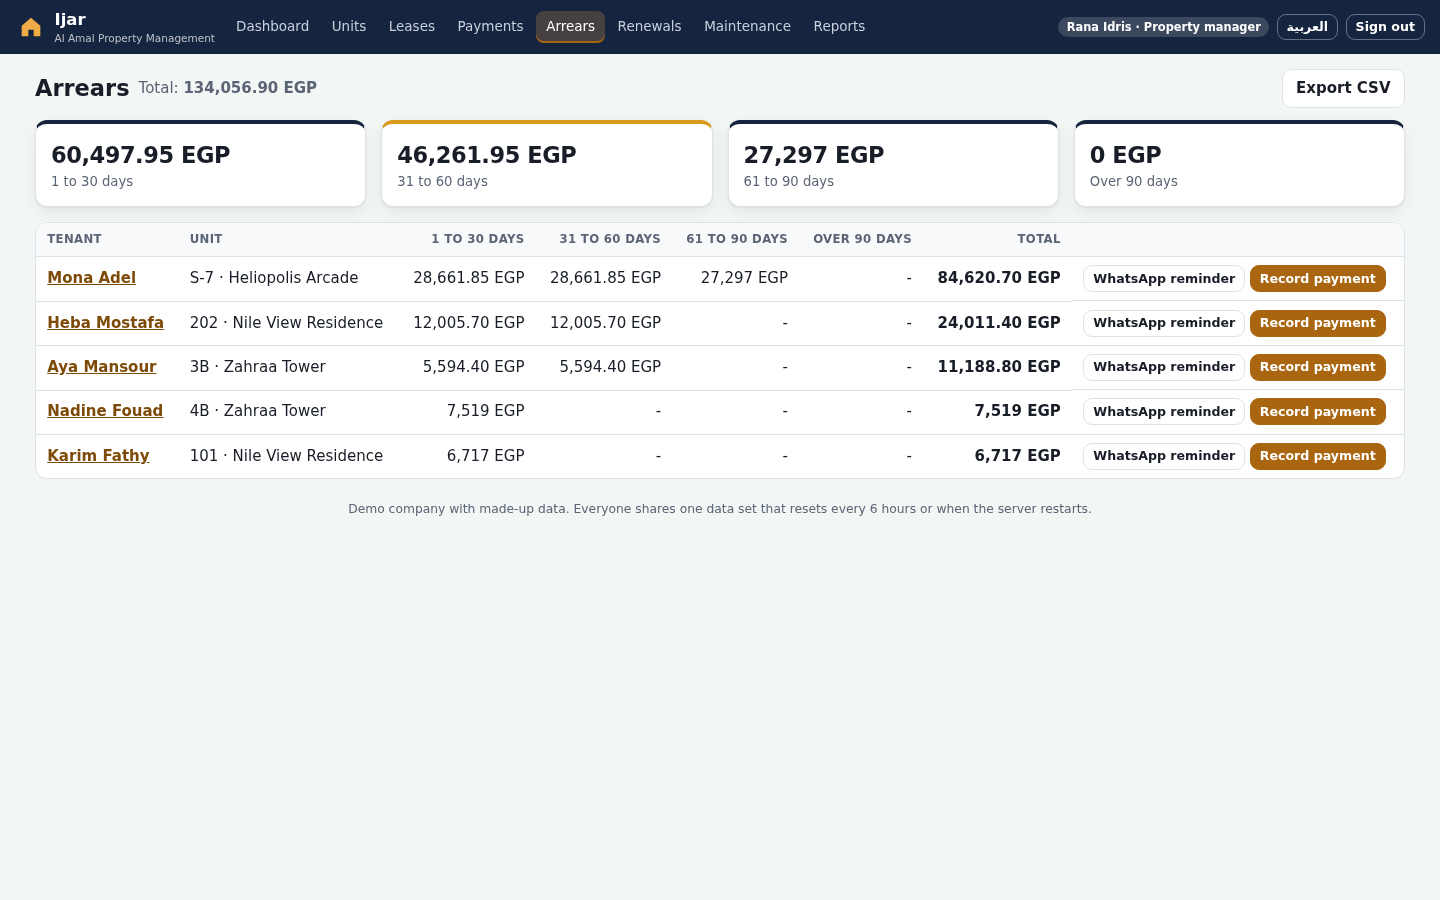 Ijar
Al Amal Property Management
Dashboard Units Leases Payments Arrears Renewals Maintenance Reports
Rana Idris · Property manager
العربية
Sign out
Arrears Total: 134,056.90 EGP
Export CSV
60,497.95 EGP
1 to 30 days
46,261.95 EGP
31 to 60 days
27,297 EGP
61 to 90 days
0 EGP
Over 90 days
TENANT UNIT 1 TO 30 DAYS 31 TO 60 DAYS 61 TO 90 DAYS OVER 90 DAYS TOTAL
Mona Adel S-7 · Heliopolis Arcade 28,661.85 EGP 28,661.85 EGP 27,297 EGP - 84,620.70 EGP WhatsApp reminder Record payment
Heba Mostafa 202 · Nile View Residence 12,005.70 EGP 12,005.70 EGP - - 24,011.40 EGP WhatsApp reminder Record payment
Aya Mansour 3B · Zahraa Tower 5,594.40 EGP 5,594.40 EGP - - 11,188.80 EGP WhatsApp reminder Record payment
Nadine Fouad 4B · Zahraa Tower 7,519 EGP - - - 7,519 EGP WhatsApp reminder Record payment
Karim Fathy 101 · Nile View Residence 6,717 EGP - - - 6,717 EGP WhatsApp reminder Record payment
Demo company with made-up data. Everyone shares one data set that resets every 6 hours or when the server restarts.